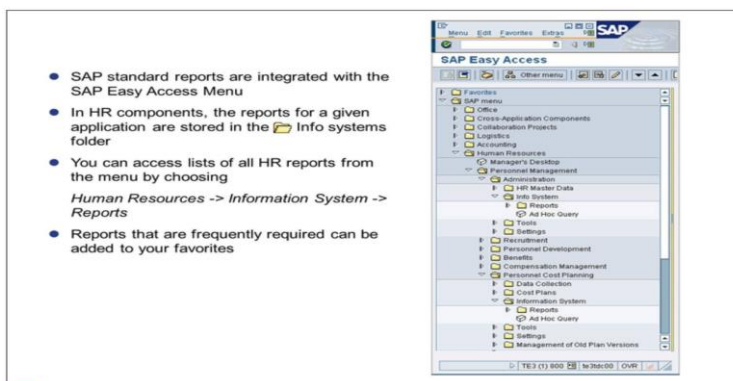 SAP standard reports are integrated with the
SAP Easy Access Menu
In HR components, the reports for a given
application are stored in the Info systems
folder
You can access lists of all HR reports from
the menu by choosing
Human Resources -> Information System ->
Reports
Reports that are frequently required can be
added to your favorites
Menu Edit Favorites Extras
SAP
SAP Easy Access
Other menu
Favorites
SAP menu
Office
Cross-Application Components
Collaboration Projects
Logistics
Accounting
Human Resources
Manager's Desktop
Personnel Management
Administration
HR Master Data
Info System
Reports
Ad Hoc Query
Tools
Settings
Recruitment
Personnel Development
Benefits
Compensation Management
Personnel Cost Planning
Data Collection
Cost Plans
Information System
Reports
Ad Hoc Query
Tools
Settings
Management of Old Plan Versions
TE3 (1) 800 OVR